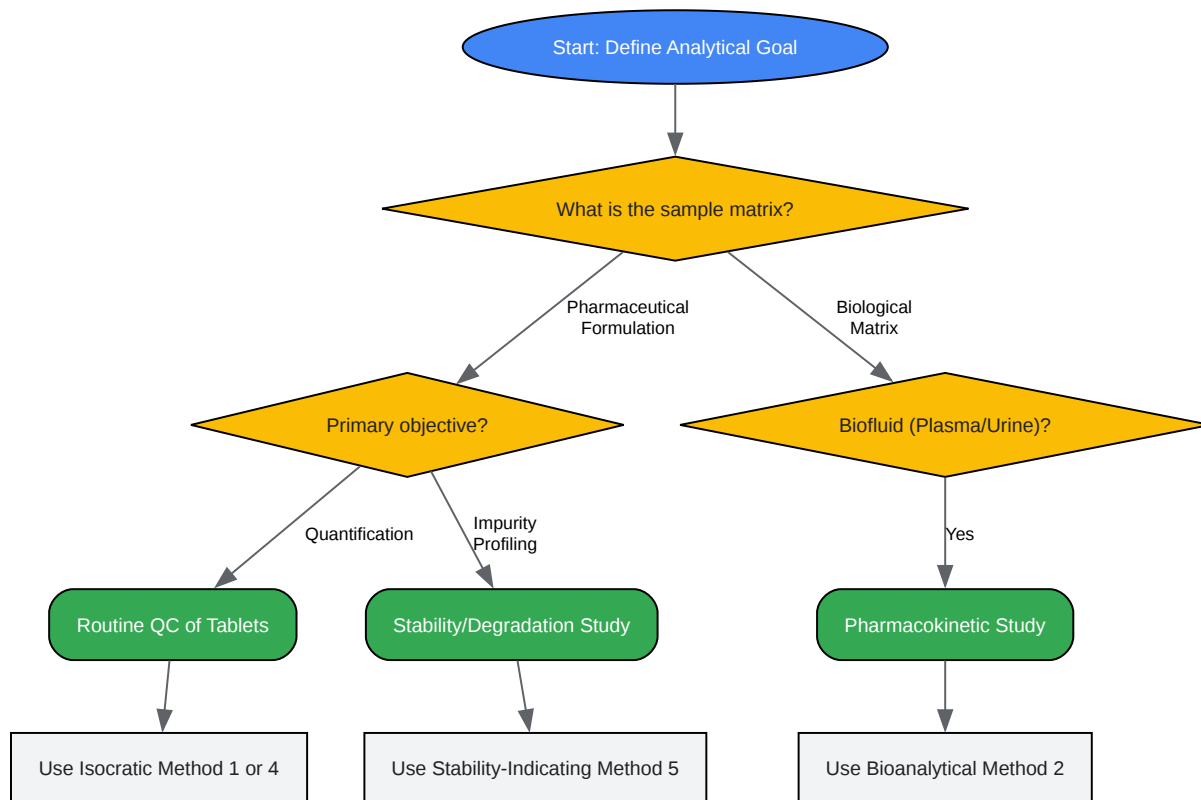 Start: Define Analytical Goal
What is the sample matrix?
Pharmaceutical
Formulation
Biological
Matrix
Primary objective?
Biofluid (Plasma/Urine)?
Quantification
Impurity
Profiling
Yes
Routine QC of Tablets
Stability/Degradation Study
Pharmacokinetic Study
Use Isocratic Method 1 or 4
Use Stability-Indicating Method 5
Use Bioanalytical Method 2